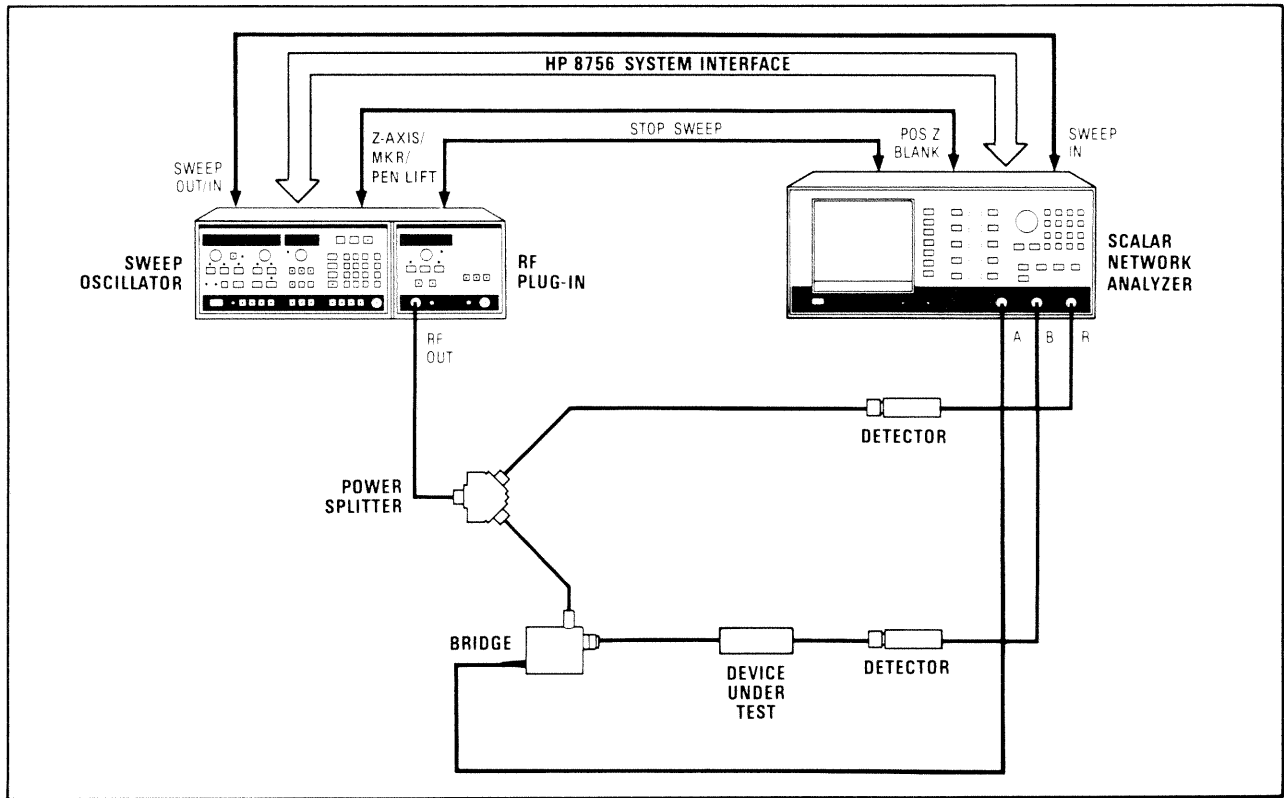 HP 8756 SYSTEM INTERFACE
SWEEP
OUT/IN
Z-AXIS/
MKR/
PEN LIFT
STOP SWEEP
POS Z
BLANK
SWEEP
IN
SWEEP
OSCILLATOR
RF
PLUG-IN
SCALAR
NETWORK
ANALYZER
RF
OUT
A
B
R
DETECTOR
POWER
SPLITTER
BRIDGE
DEVICE
UNDER
TEST
DETECTOR